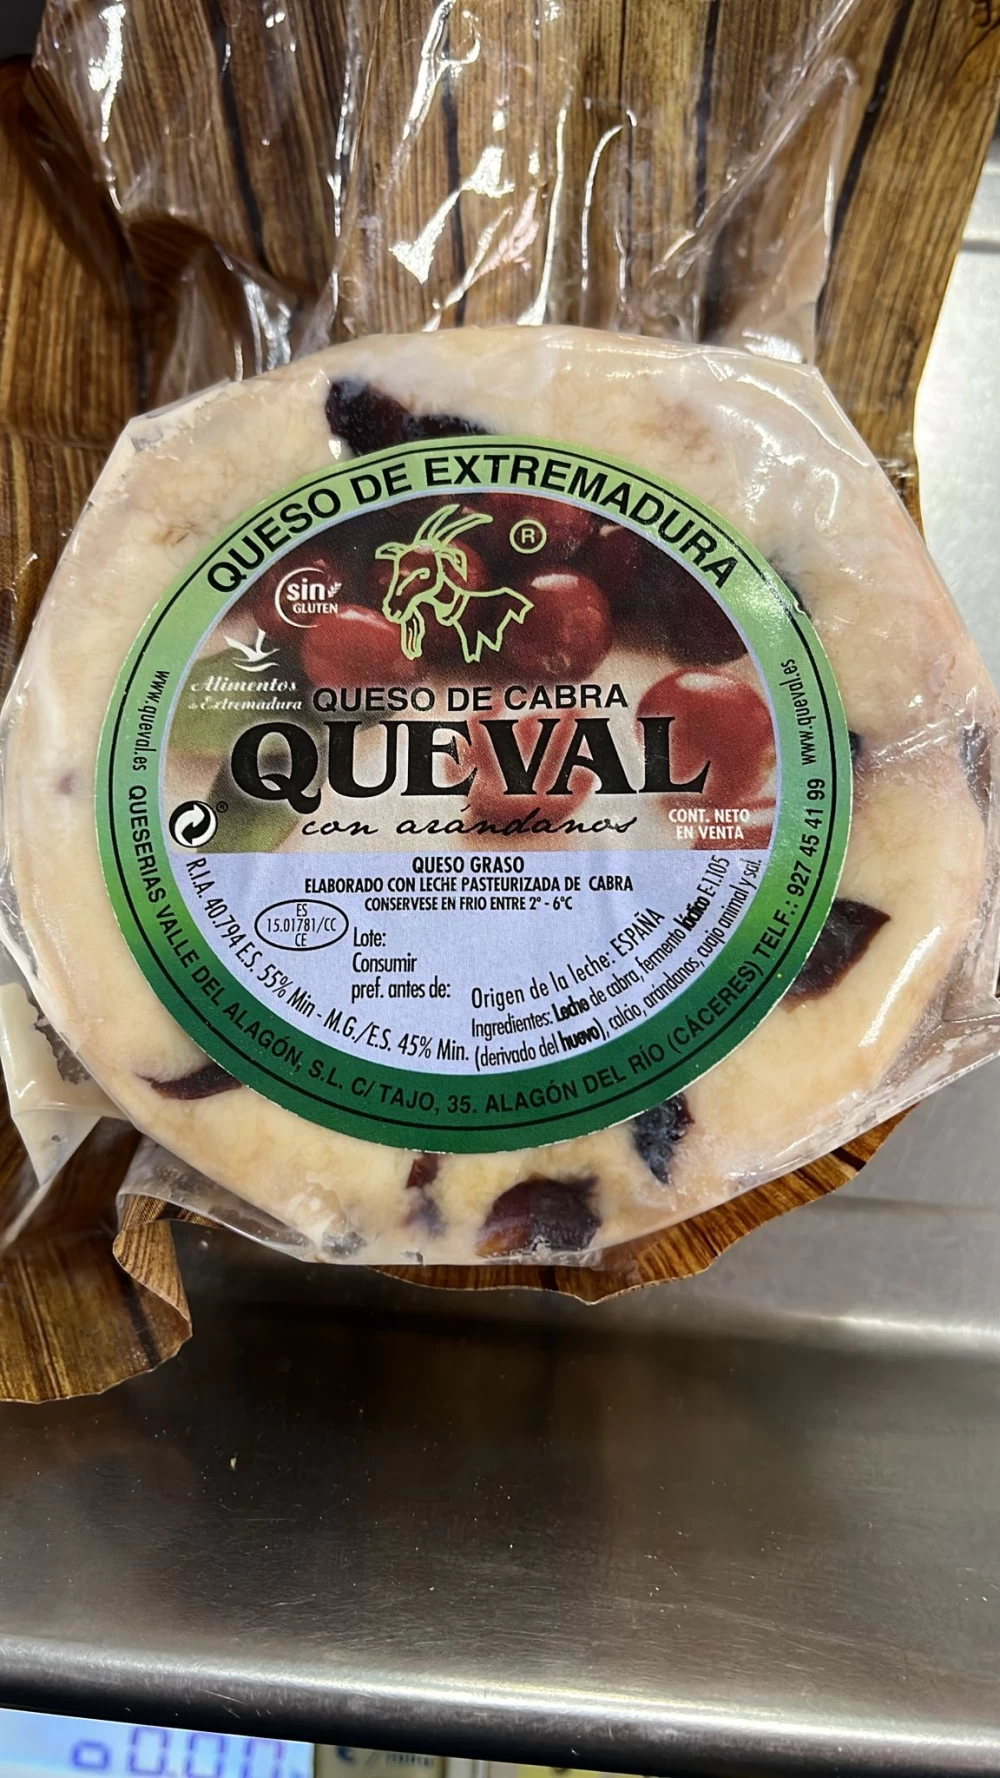 QUESO DE EXTREMADURA
®
sin
GLUTEN
Alimentos
de Extremadura
QUESO DE CABRA
QUEVAL
con arándanos
CONT. NETO
EN VENTA
QUESO GRASO
ELABORADO CON LECHE PASTEURIZADA DE CABRA
CONSERVESE EN FRIO ENTRE 2° - 6°C
ES
15.01781/CC
CE
Lote:
Consumir
pref. antes de:
R.I.A. 40.794 E.S. 55% Min - M.G./E.S. 45% Min.
Origen de la leche: ESPAÑA
Ingredientes: Leche de cabra, fermento láctico E-1.105
(derivado del huevo), calcio, arándanos, cuajo animal y sal.
www.queval.es QUESERIAS VALLE DEL ALAGÓN, S.L. C/ TAJO, 35. ALAGÓN DEL RÍO (CÁCERES) TELF.: 927 45 41 99 www.queval.es